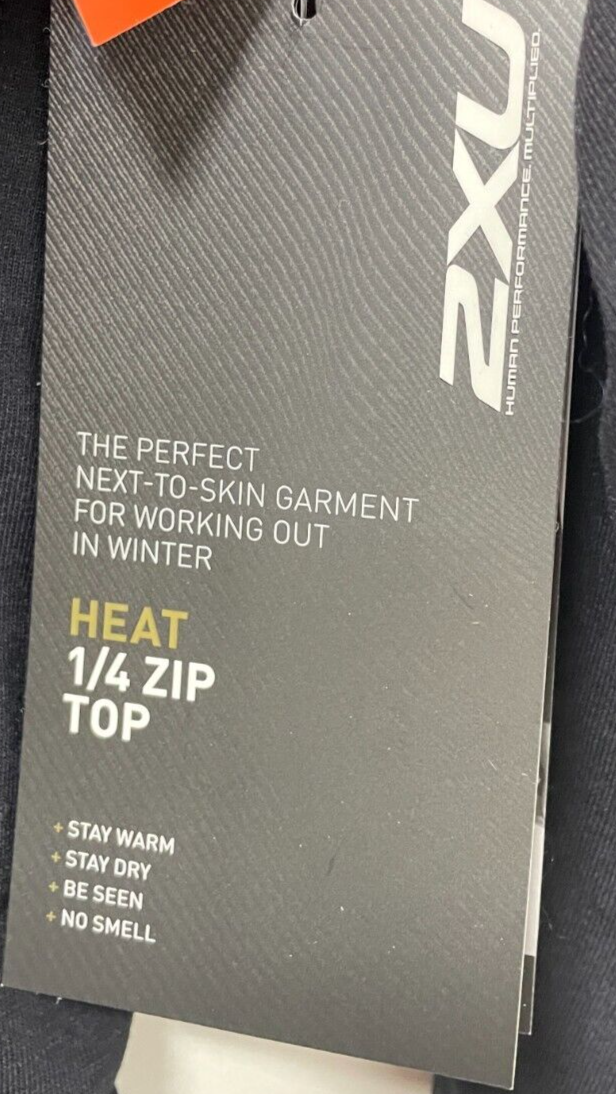 2XU
HUMAN PERFORMANCE. MULTIPLIED.
THE PERFECT
NEXT-TO-SKIN GARMENT
FOR WORKING OUT
IN WINTER
HEAT
1/4 ZIP
TOP
+ STAY WARM
+ STAY DRY
+ BE SEEN
+ NO SMELL